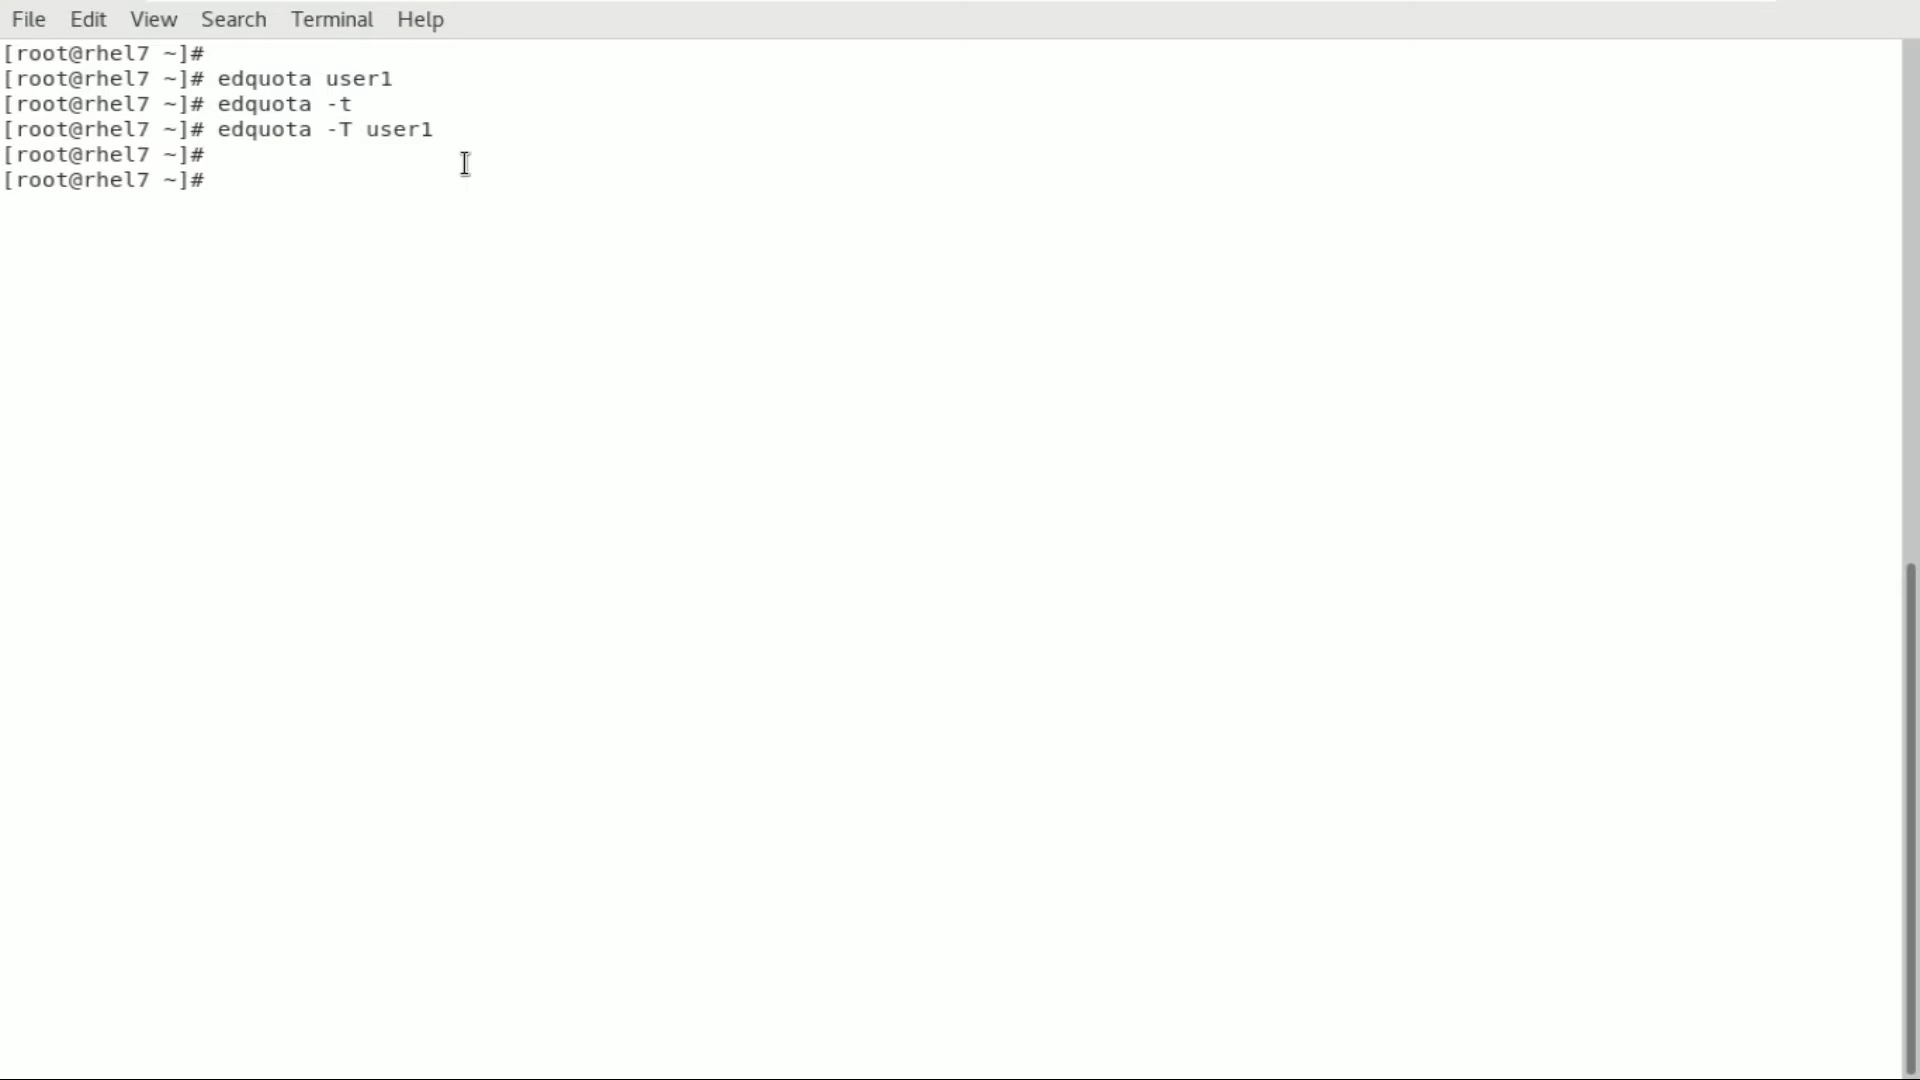 File Edit View Search Terminal Help
[root@rhel7 ~]#
[root@rhel7 ~]# edquota user1
[root@rhel7 ~]# edquota -t
[root@rhel7 ~]# edquota -T user1
[root@rhel7 ~]#
[root@rhel7 ~]#